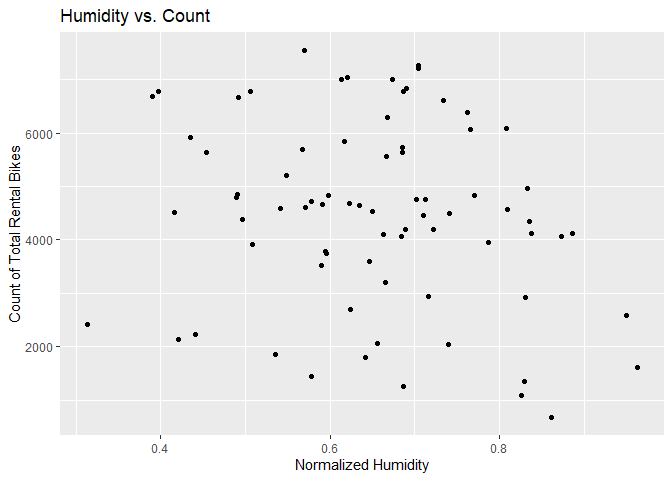 Humidity vs. Count
Count of Total Rental Bikes
6000
4000
2000
0.4
0.6
0.8
Normalized Humidity